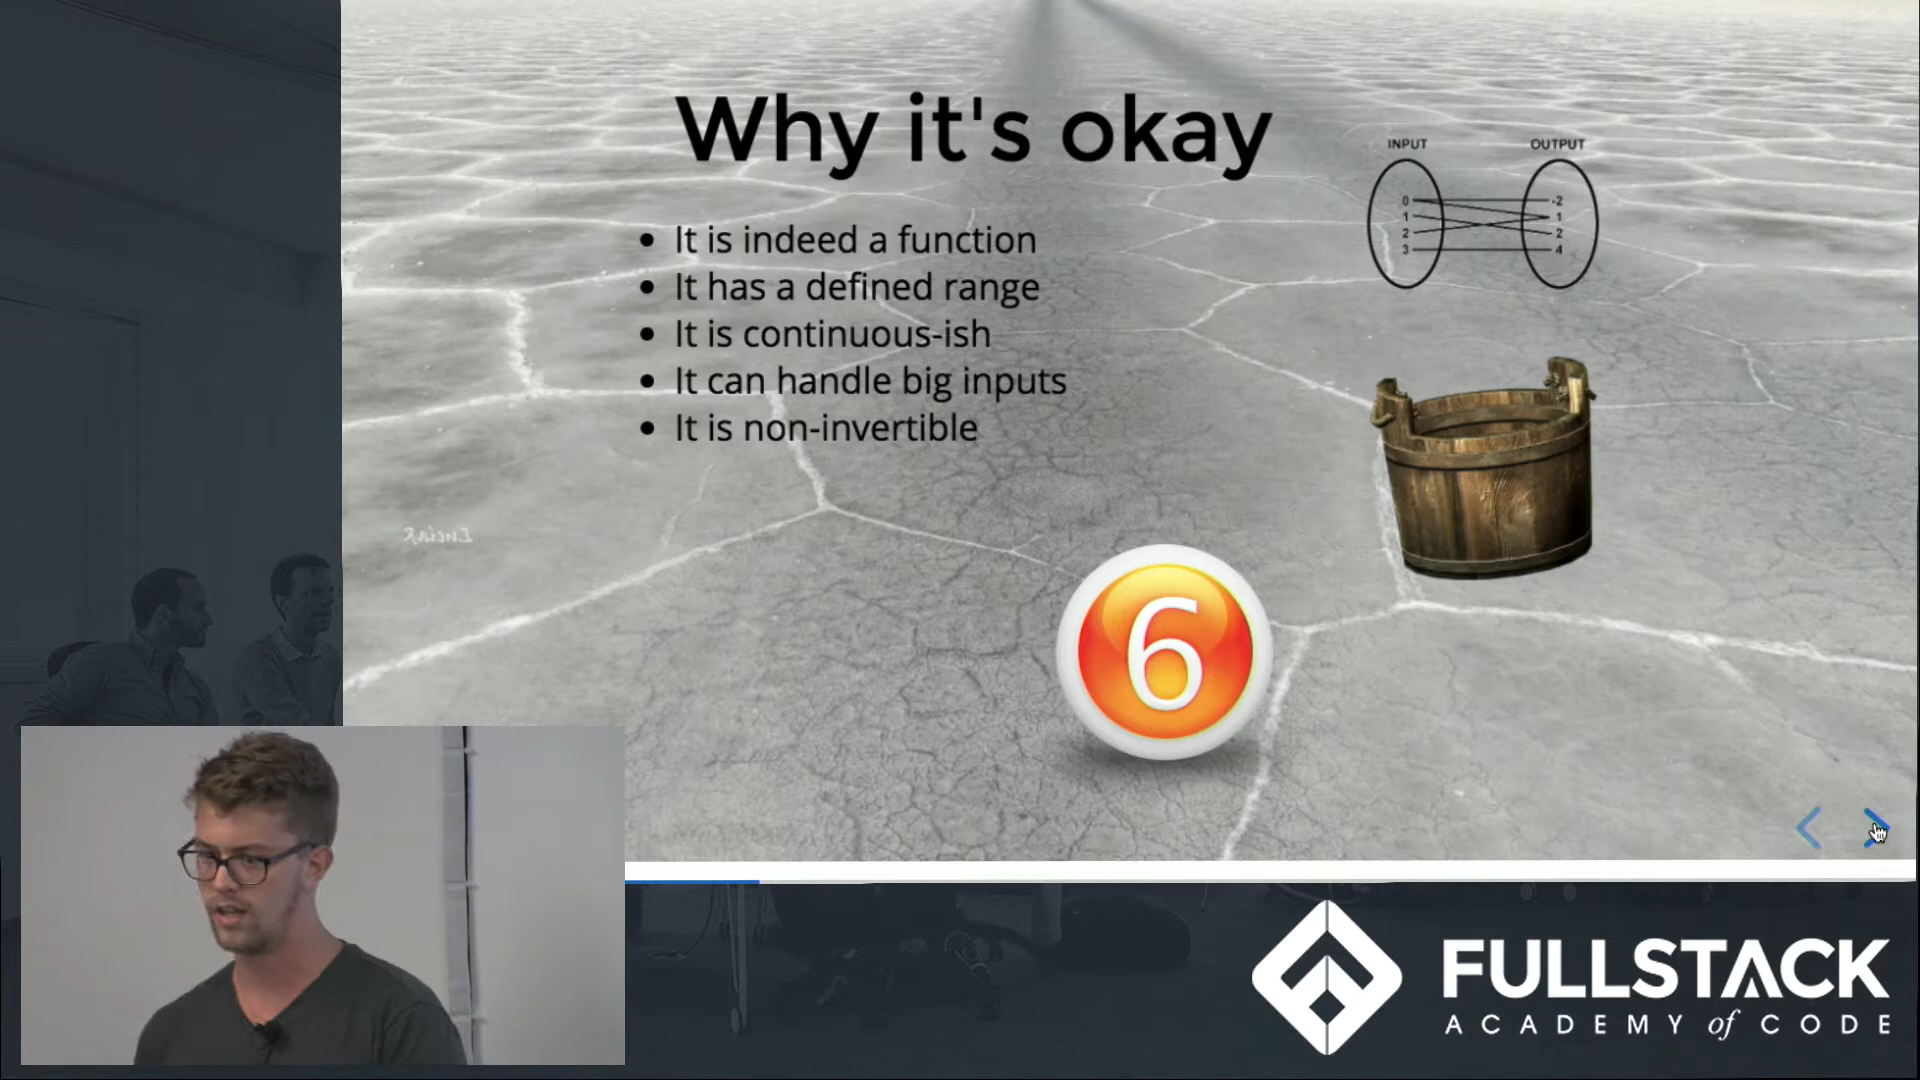 Why it's okay
It is indeed a function
It has a defined range
It is continuous-ish
It can handle big inputs
It is non-invertible
INPUT OUTPUT
0 -2
1 1
2 2
3 4
6
FULLSTACK
ACADEMY of CODE